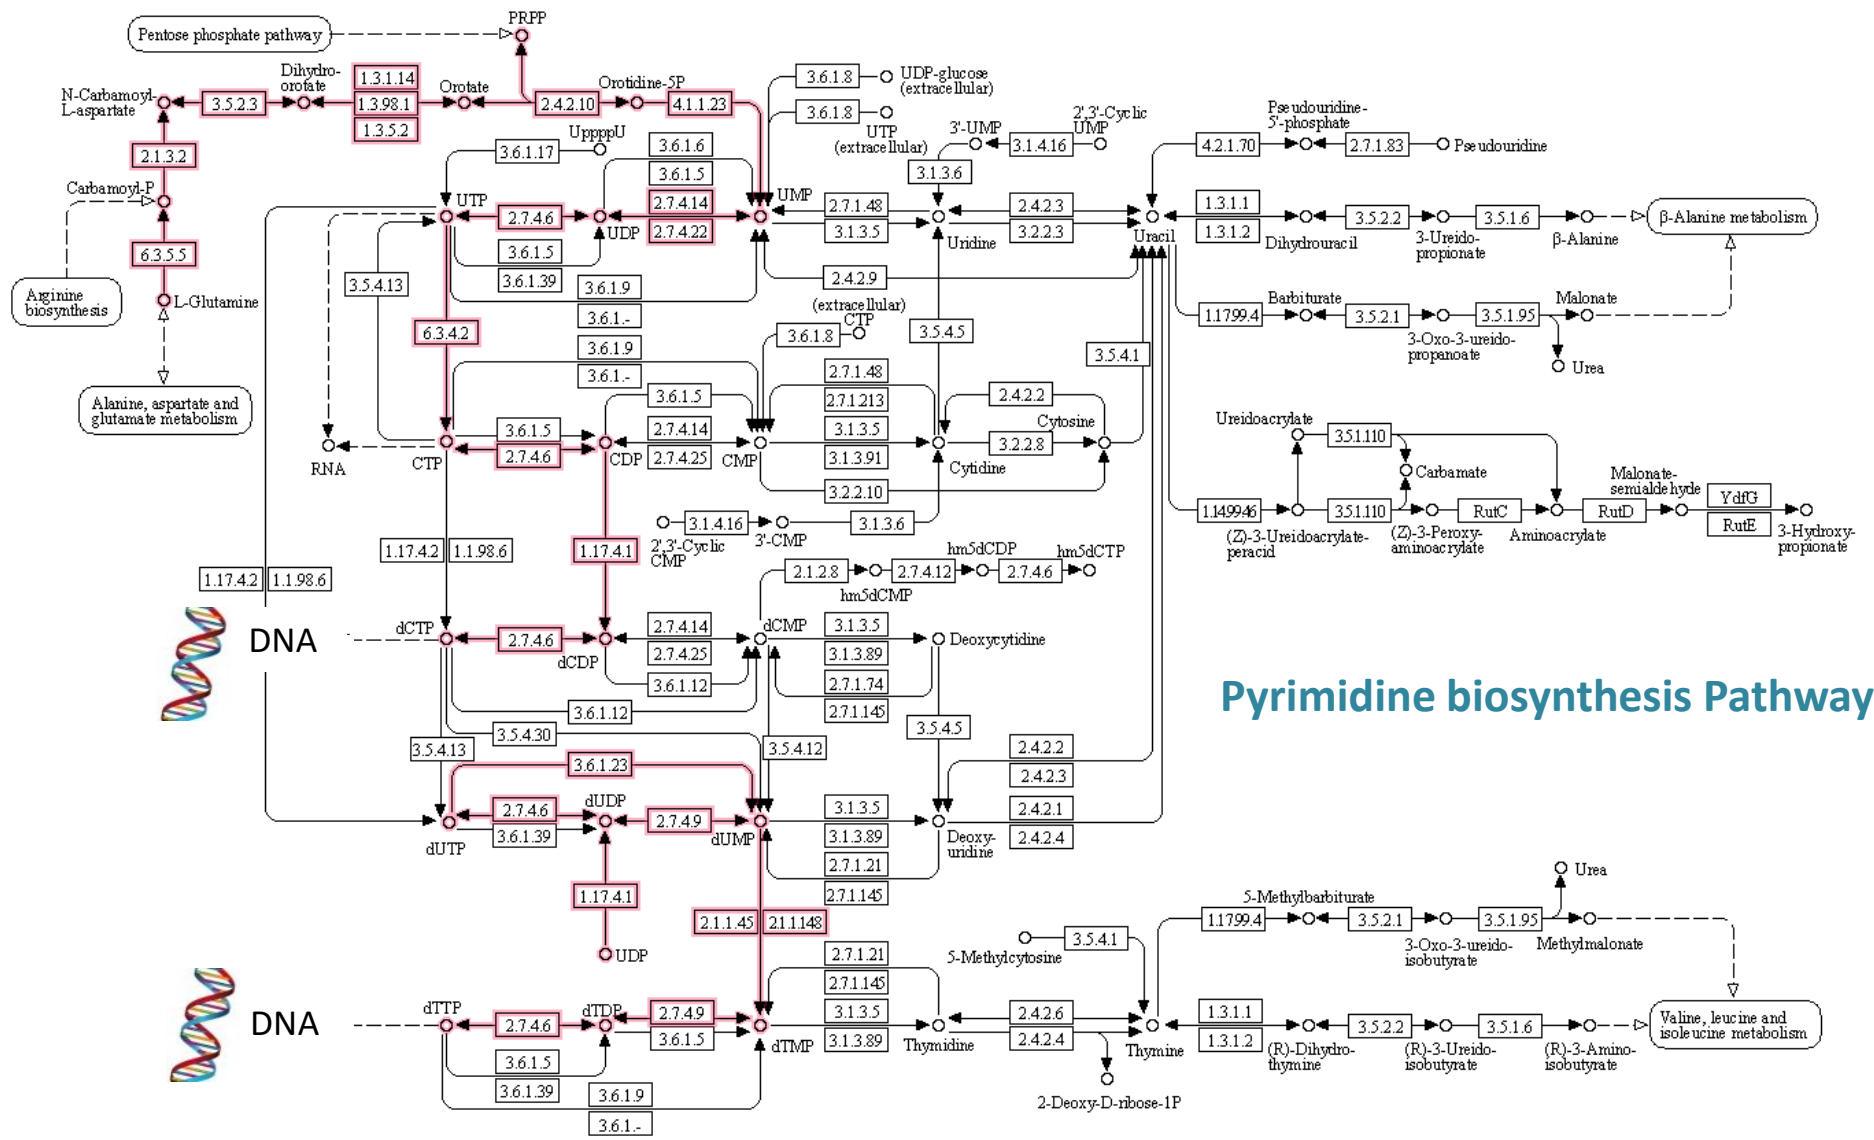 PRPP
Pentose phosphate pathway
N-Carbamoyl-
L-aspartate
3.5.2.3
Dihydro-
orotate
1.3.1.14
1.3.98.1
1.3.5.2
Orotate
2.4.2.10
Orotidine-5P
4.1.1.23
3.6.1.8
UDP-glucose
(extracellular)
3.6.1.8
UTP
(extracellular)
2.1.3.2
Carbamoyl-P
6.3.5.5
L-Glutamine
Arginine
biosynthesis
Alanine, aspartate and
glutamate metabolism
UppppU
3.6.1.17
3.6.1.6
3.6.1.5
UTP
2.7.4.6
UDP
2.7.4.14
2.7.4.22
UMP
3.6.1.5
3.6.1.39
3.6.1.9
3.6.1.-
3.5.4.13
6.3.4.2
3'-UMP
3.1.4.16
2',3'-Cyclic
UMP
3.1.3.6
2.7.1.48
3.1.3.5
Uridine
2.4.2.3
3.2.2.3
Uracil
2.4.2.9
4.2.1.70
Pseudouridine-
5'-phosphate
2.7.1.83
Pseudouridine
1.3.1.1
1.3.1.2
Dihydrouracil
3.5.2.2
3-Ureido-
propionate
3.5.1.6
β-Alanine
β-Alanine metabolism
1.17.99.4
Barbiturate
3.5.2.1
3-Oxo-3-ureido-
propanoate
3.5.1.95
Malonate
Urea
(extracellular)
CTP
3.6.1.8
3.5.4.5
3.5.4.1
3.6.1.9
3.6.1.-
3.6.1.5
RNA
CTP
3.6.1.5
2.7.4.6
CDP
2.7.4.14
2.7.4.25
CMP
2.7.1.48
2.7.1.213
3.1.3.5
3.1.3.91
Cytidine
2.4.2.2
3.2.2.8
Cytosine
3.2.2.10
Ureidoacrylate
3.5.1.110
Carbamate
1.14.99.46
(Z)-3-Ureidoacrylate-
peracid
3.5.1.110
(Z)-3-Peroxy-
aminoacrylate
RutC
Aminoacrylate
RutD
Malonate-
semialdehyde
YdfG
RutE
3-Hydroxy-
propionate
2',3'-Cyclic
CMP
3.1.4.16
3'-CMP
3.1.3.6
1.17.4.1
1.17.4.2
1.1.98.6
1.17.4.2
1.1.98.6
2.1.2.8
hm5dCMP
2.7.4.12
hm5dCDP
2.7.4.6
hm5dCTP
DNA
dCTP
2.7.4.6
dCDP
2.7.4.14
2.7.4.25
dCMP
3.6.1.12
3.6.1.12
3.1.3.5
3.1.3.89
2.7.1.74
2.7.1.145
Deoxycytidine
Pyrimidine biosynthesis Pathway
3.5.4.13
3.5.4.30
3.5.4.12
3.5.4.5
3.6.1.23
dUTP
2.7.4.6
3.6.1.39
dUDP
2.7.4.9
dUMP
3.1.3.5
3.1.3.89
2.7.1.21
2.7.1.145
Deoxy-
uridine
2.4.2.2
2.4.2.3
2.4.2.1
2.4.2.4
1.17.4.1
UDP
2.1.1.45
2.1.1.148
5-Methylcytosine
3.5.4.1
1.17.99.4
5-Methylbarbiturate
3.5.2.1
3-Oxo-3-ureido-
isobutyrate
3.5.1.95
Methylmalonate
Urea
DNA
dTTP
2.7.4.6
dTDP
2.7.4.9
3.6.1.5
dTMP
3.6.1.5
3.6.1.39
3.6.1.9
3.6.1.-
2.7.1.21
2.7.1.145
3.1.3.5
3.1.3.89
Thymidine
2.4.2.6
2.4.2.4
Thymine
2-Deoxy-D-ribose-1P
1.3.1.1
1.3.1.2
(R)-Dihydro-
thymine
3.5.2.2
(R)-3-Ureido-
isobutyrate
3.5.1.6
(R)-3-Amino-
isobutyrate
Valine, leucine and
isoleucine metabolism